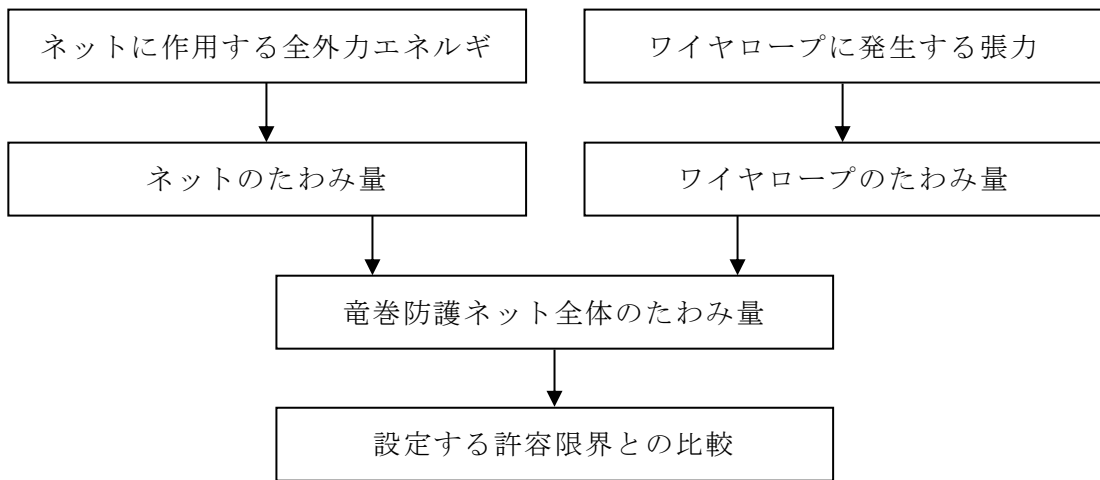 ネットに作用する全外力エネルギ
ワイヤロープに発生する張力
ネットのたわみ量
ワイヤロープのたわみ量
竜巻防護ネット全体のたわみ量
設定する許容限界との比較